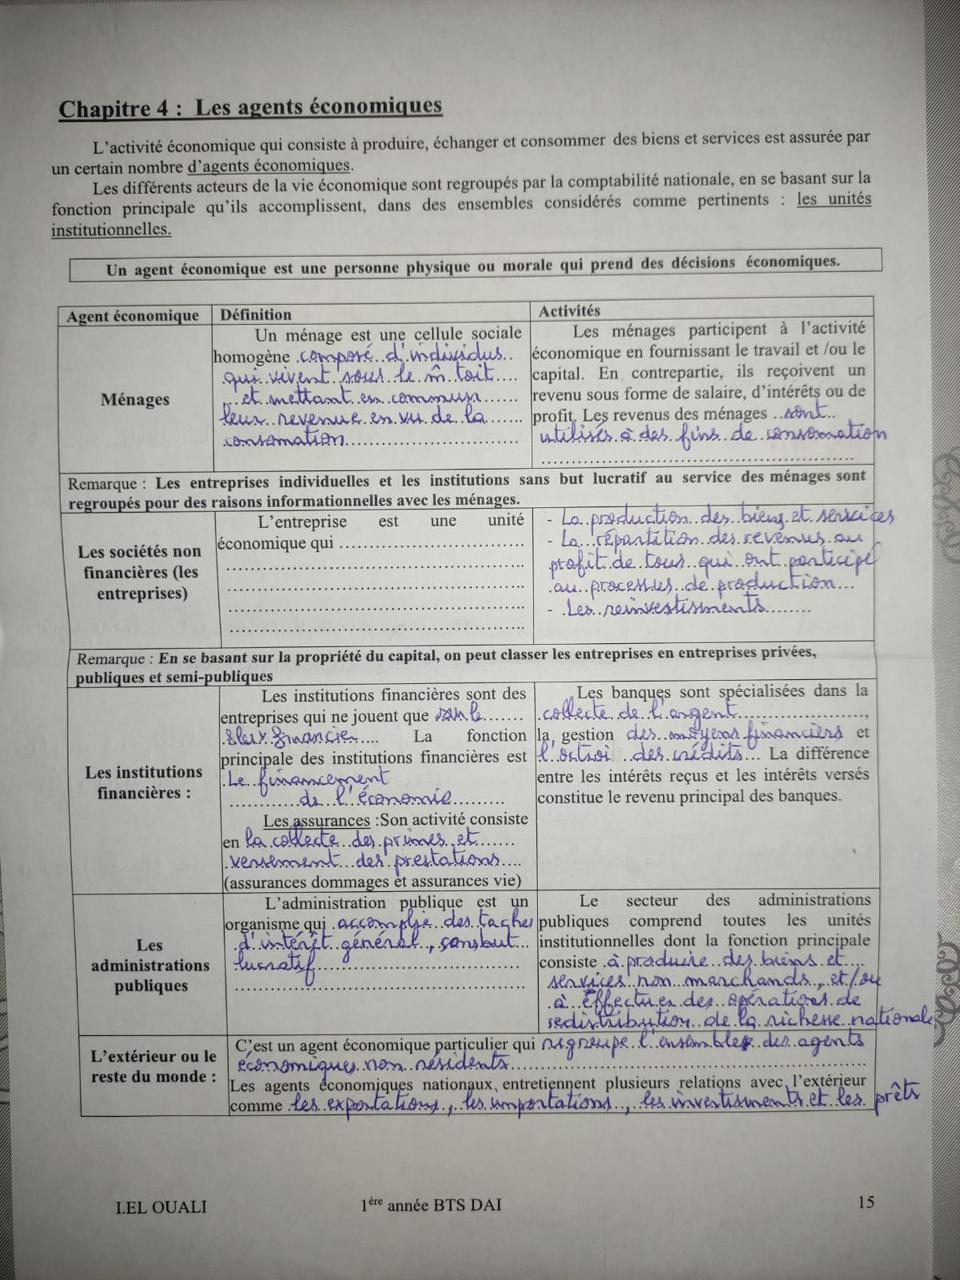 Chapitre 4 : Les agents économiques
L'activité économique qui consiste à produire, échanger et consommer des biens et services est assurée par
un certain nombre d'agents économiques.
Les différents acteurs de la vie économique sont regroupés par la comptabilité nationale, en se basant sur la
fonction principale qu'ils accomplissent, dans des ensembles considérés comme pertinents : les unités
institutionnelles.
Un agent économique est une personne physique ou morale qui prend des décisions économiques.
Agent économique
Définition
Activités
Ménages
Un ménage est une cellule sociale
homogène composé d'individus
qui vivent sous le m̂ toit
et mettant en commun
leur revenue en vu de la
consomation
Les ménages participent à l'activité
économique en fournissant le travail et /ou le
capital. En contrepartie, ils reçoivent un
revenu sous forme de salaire, d'intérêts ou de
profit. Les revenus des ménages sont
utilisés à des fins de consomation
Remarque : Les entreprises individuelles et les institutions sans but lucratif au service des ménages sont
regroupés pour des raisons informationnelles avec les ménages.
Les sociétés non
financières (les
entreprises)
L'entreprise est une unité
économique qui
- La production des biens et services
- La répartition des revenus au
profit de tous qui ont participé
au processus de production
- Les reinvestisments
Remarque : En se basant sur la propriété du capital, on peut classer les entreprises en entreprises privées,
publiques et semi-publiques
Les institutions
financières :
Les institutions financières sont des
entreprises qui ne jouent que
La fonction
principale des institutions financières est
Le financement
de l'économie
Les assurances :Son activité consiste
en la collecte des primes et
versement des prestations
(assurances dommages et assurances vie)
Les banques sont spécialisées dans la
collecte de l'argent,
la gestion des moyens financiers et
l'octroi des crédits La différence
entre les intérêts reçus et les intérêts versés
constitue le revenu principal des banques.
Les
administrations
publiques
L'administration publique est un
organisme qui accomplie des taches
d'intérêt général, sans but
lucratif
Le secteur des administrations
publiques comprend toutes les unités
institutionnelles dont la fonction principale
consiste à produire des biens et
services non marchands, et/ou
à effectuer des opérations de
redistribution de la richesse nationale
L'extérieur ou le
reste du monde :
C'est un agent économique particulier qui regroupe l'ensemble des agents
économiques non résidents
Les agents économiques nationaux entretiennent plusieurs relations avec l'extérieur
comme les exportations, les importations, les investisments et les prêts
I.EL OUALI
1ère année BTS DAI
15